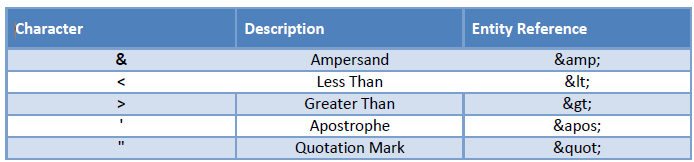 Character Description Entity Reference
& Ampersand &amp;
< Less Than &lt;
> Greater Than &gt;
' Apostrophe &apos;
" Quotation Mark &quot;